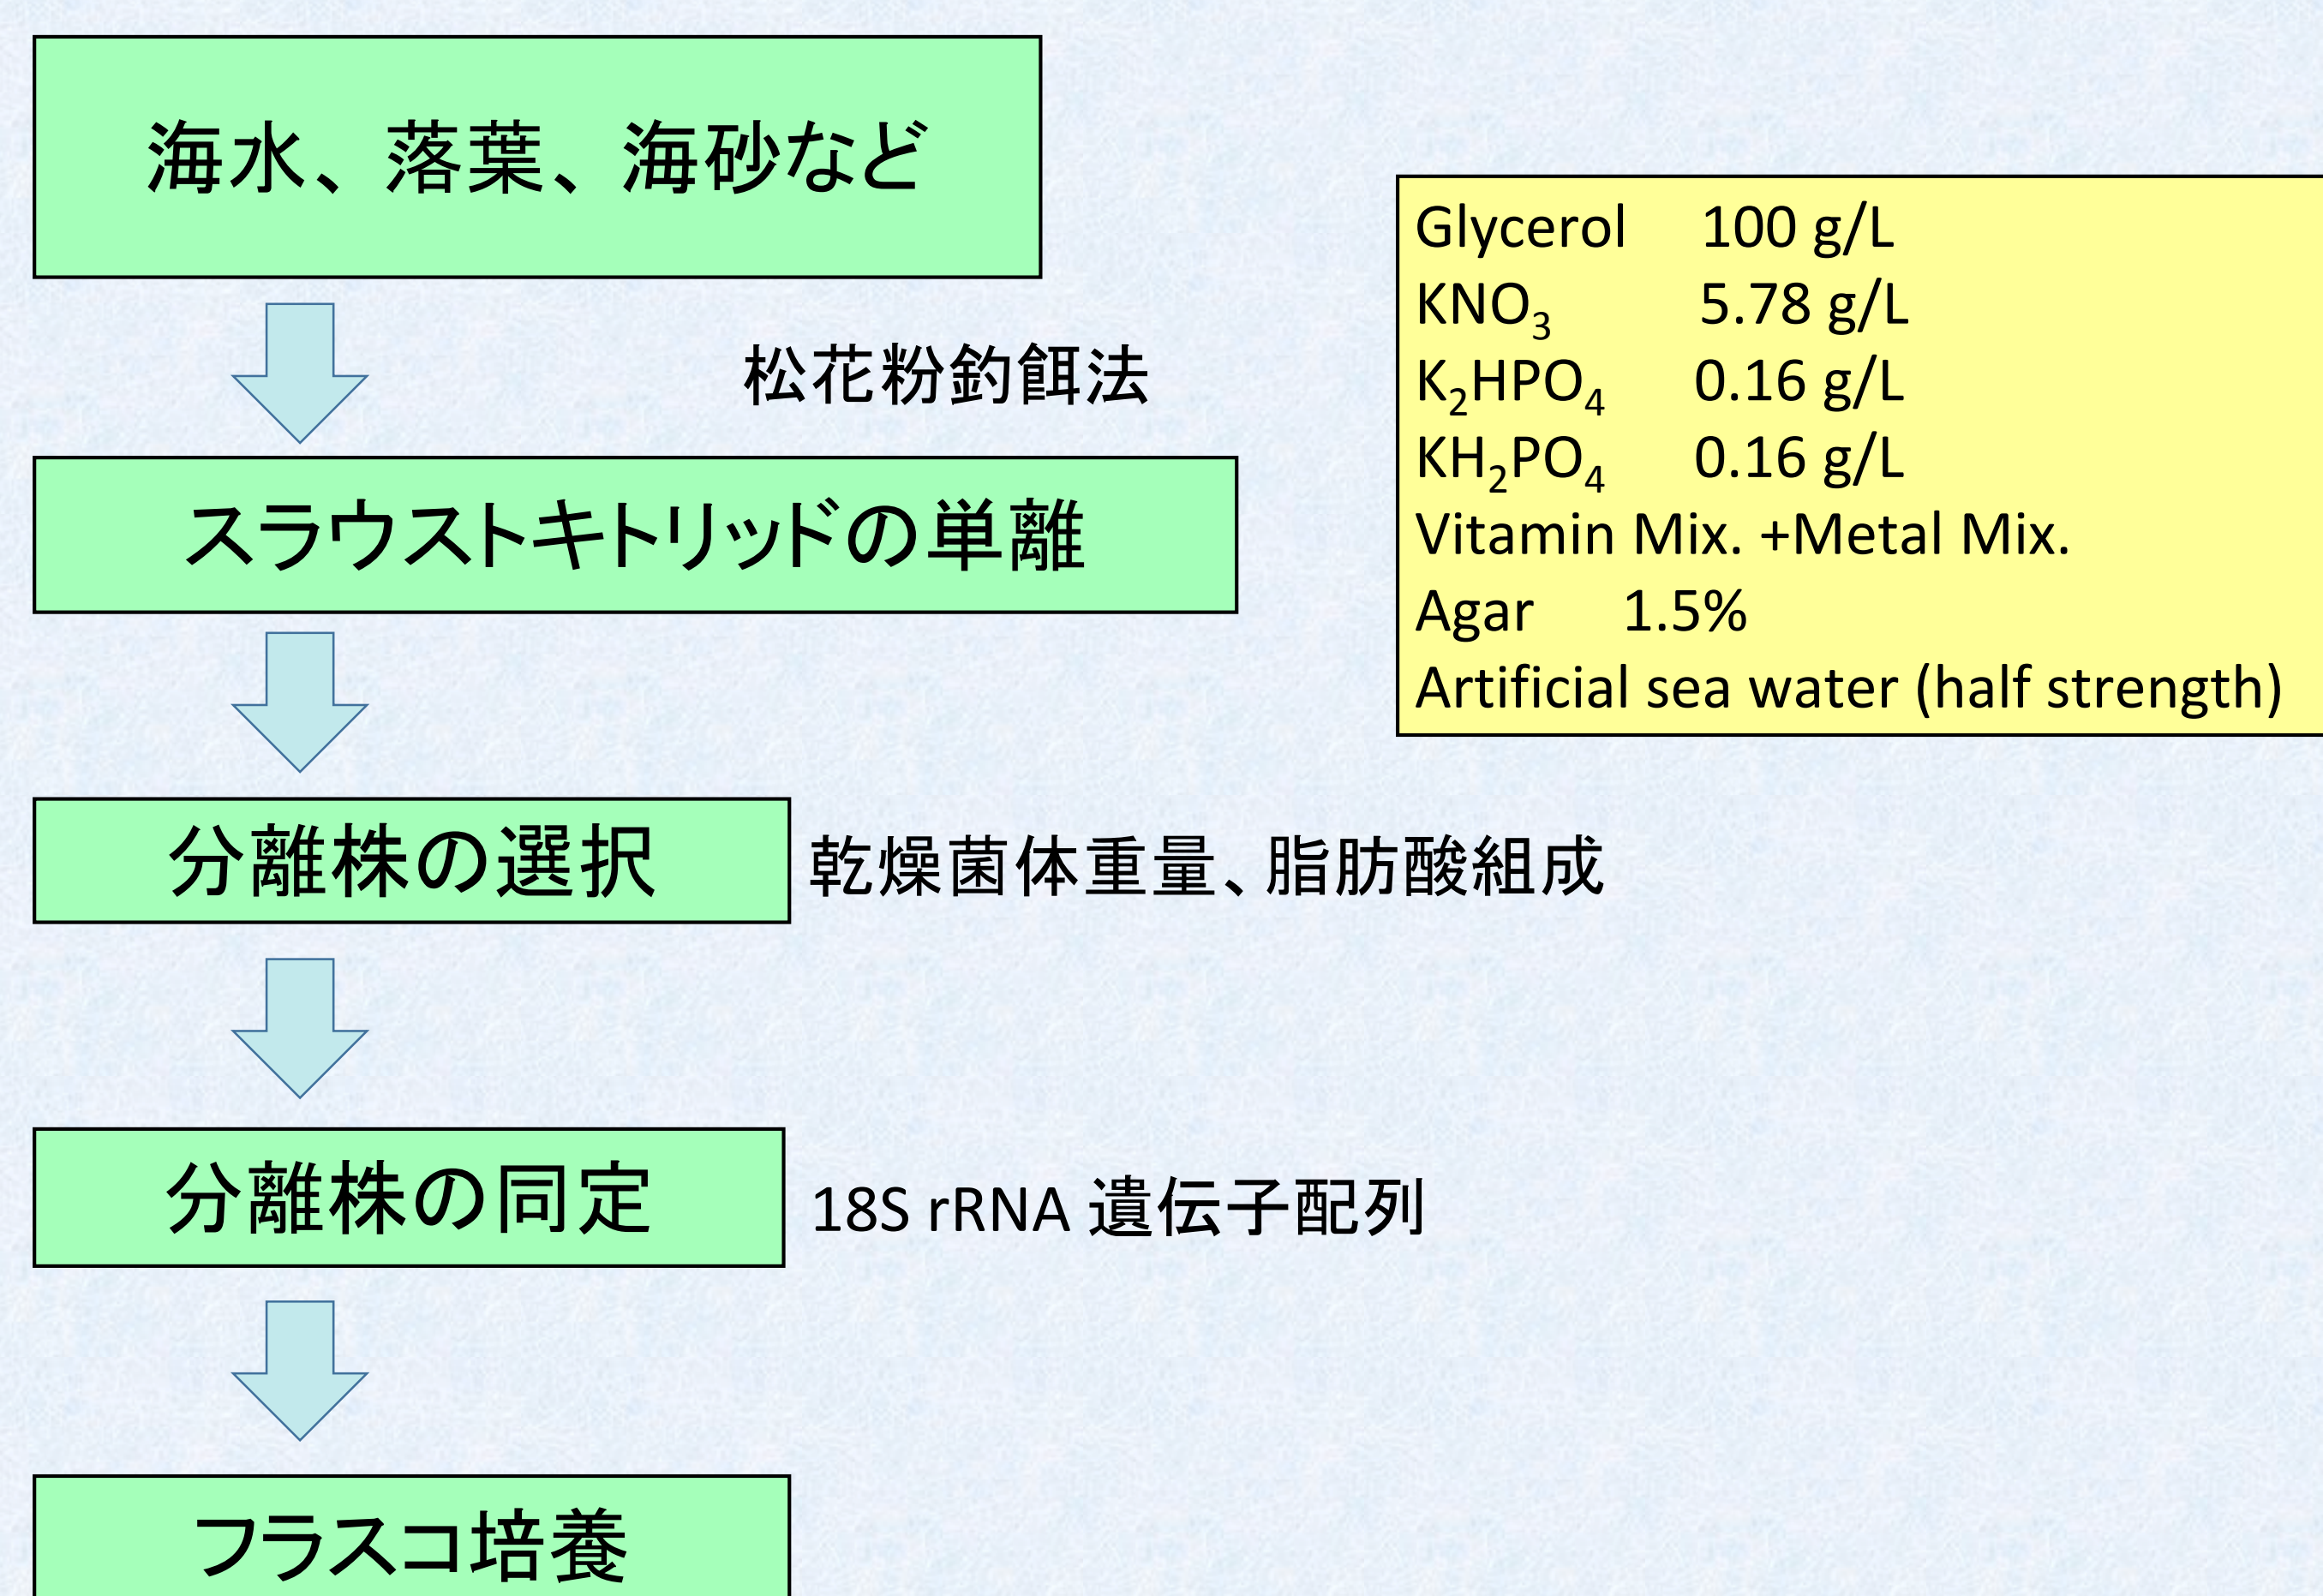 海水、落葉、海砂など
松花粉釣餌法
スラウストキトリッドの単離
Glycerol 100 g/L
KNO₃ 5.78 g/L
K₂HPO₄ 0.16 g/L
KH₂PO₄ 0.16 g/L
Vitamin Mix. +Metal Mix.
Agar 1.5%
Artificial sea water (half strength)
分離株の選択 乾燥菌体重量、脂肪酸組成
分離株の同定 18S rRNA 遺伝子配列
フラスコ培養